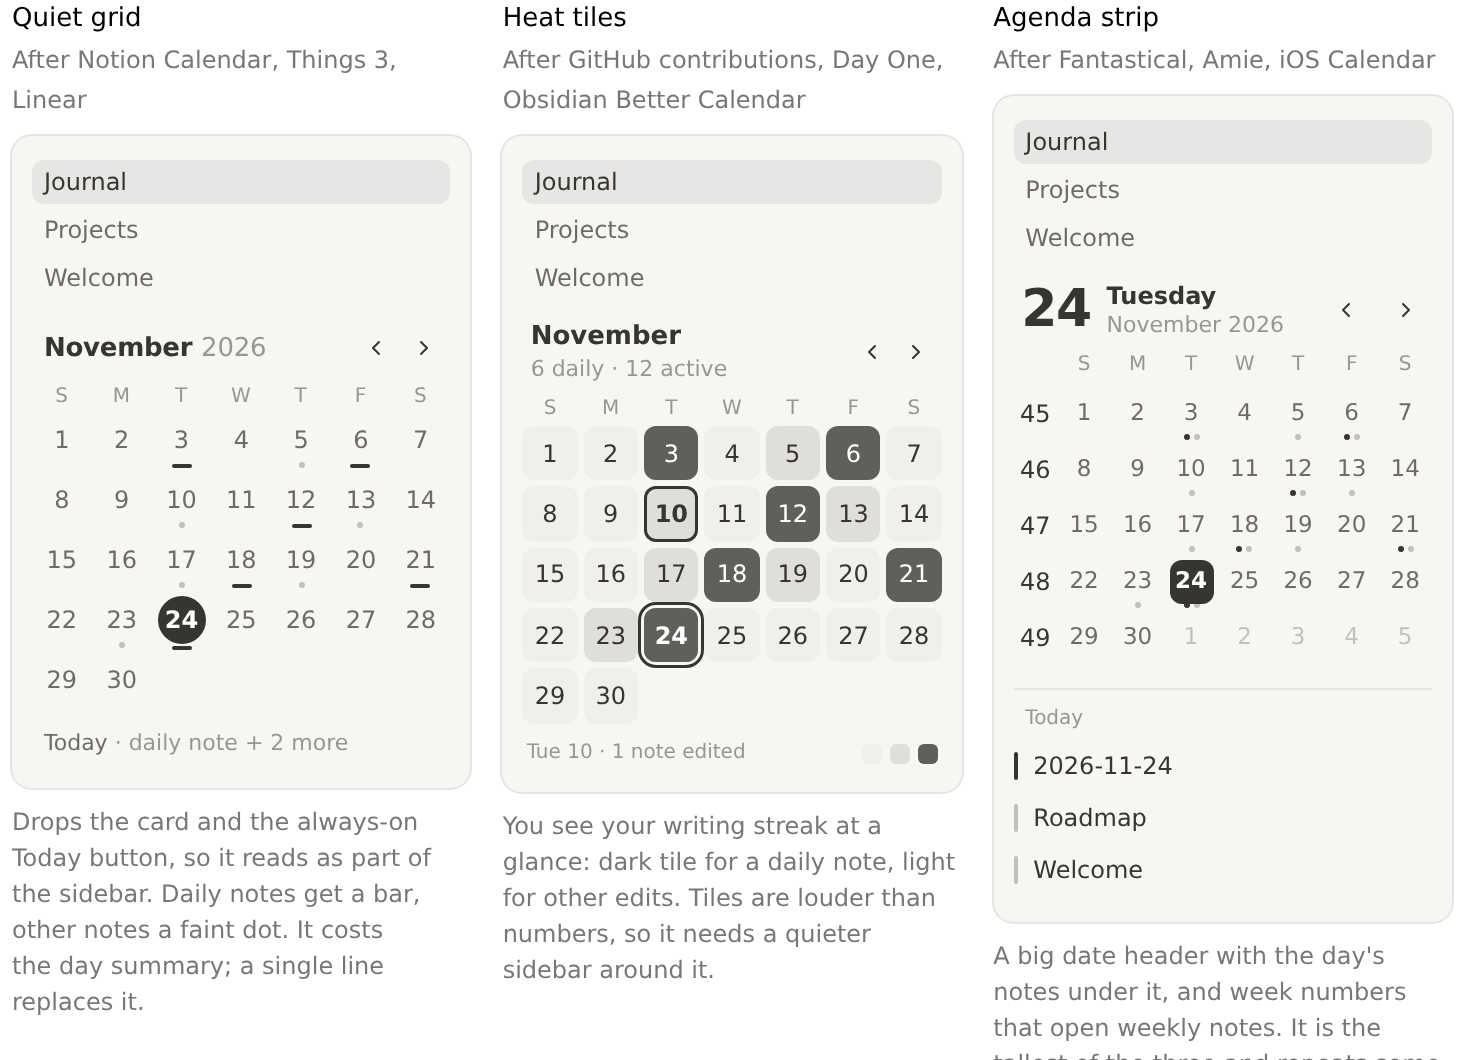 Quiet grid
After Notion Calendar, Things 3,
Linear
Journal
Projects
Welcome
November 2026
S M T W T F S
1 2 3 4 5 6 7
8 9 10 11 12 13 14
15 16 17 18 19 20 21
22 23 24 25 26 27 28
29 30
Today · daily note + 2 more
Drops the card and the always-on
Today button, so it reads as part of
the sidebar. Daily notes get a bar,
other notes a faint dot. It costs
the day summary; a single line
replaces it.
Heat tiles
After GitHub contributions, Day One,
Obsidian Better Calendar
Journal
Projects
Welcome
November
6 daily · 12 active
S M T W T F S
1 2 3 4 5 6 7
8 9 10 11 12 13 14
15 16 17 18 19 20 21
22 23 24 25 26 27 28
29 30
Tue 10 · 1 note edited
You see your writing streak at a
glance: dark tile for a daily note, light
for other edits. Tiles are louder than
numbers, so it needs a quieter
sidebar around it.
Agenda strip
After Fantastical, Amie, iOS Calendar
Journal
Projects
Welcome
24 Tuesday
November 2026
S M T W T F S
45 1 2 3 4 5 6 7
46 8 9 10 11 12 13 14
47 15 16 17 18 19 20 21
48 22 23 24 25 26 27 28
49 29 30 1 2 3 4 5
Today
2026-11-24
Roadmap
Welcome
A big date header with the day's
notes under it, and week numbers
that open weekly notes. It is the
tallest of the three and repeats some